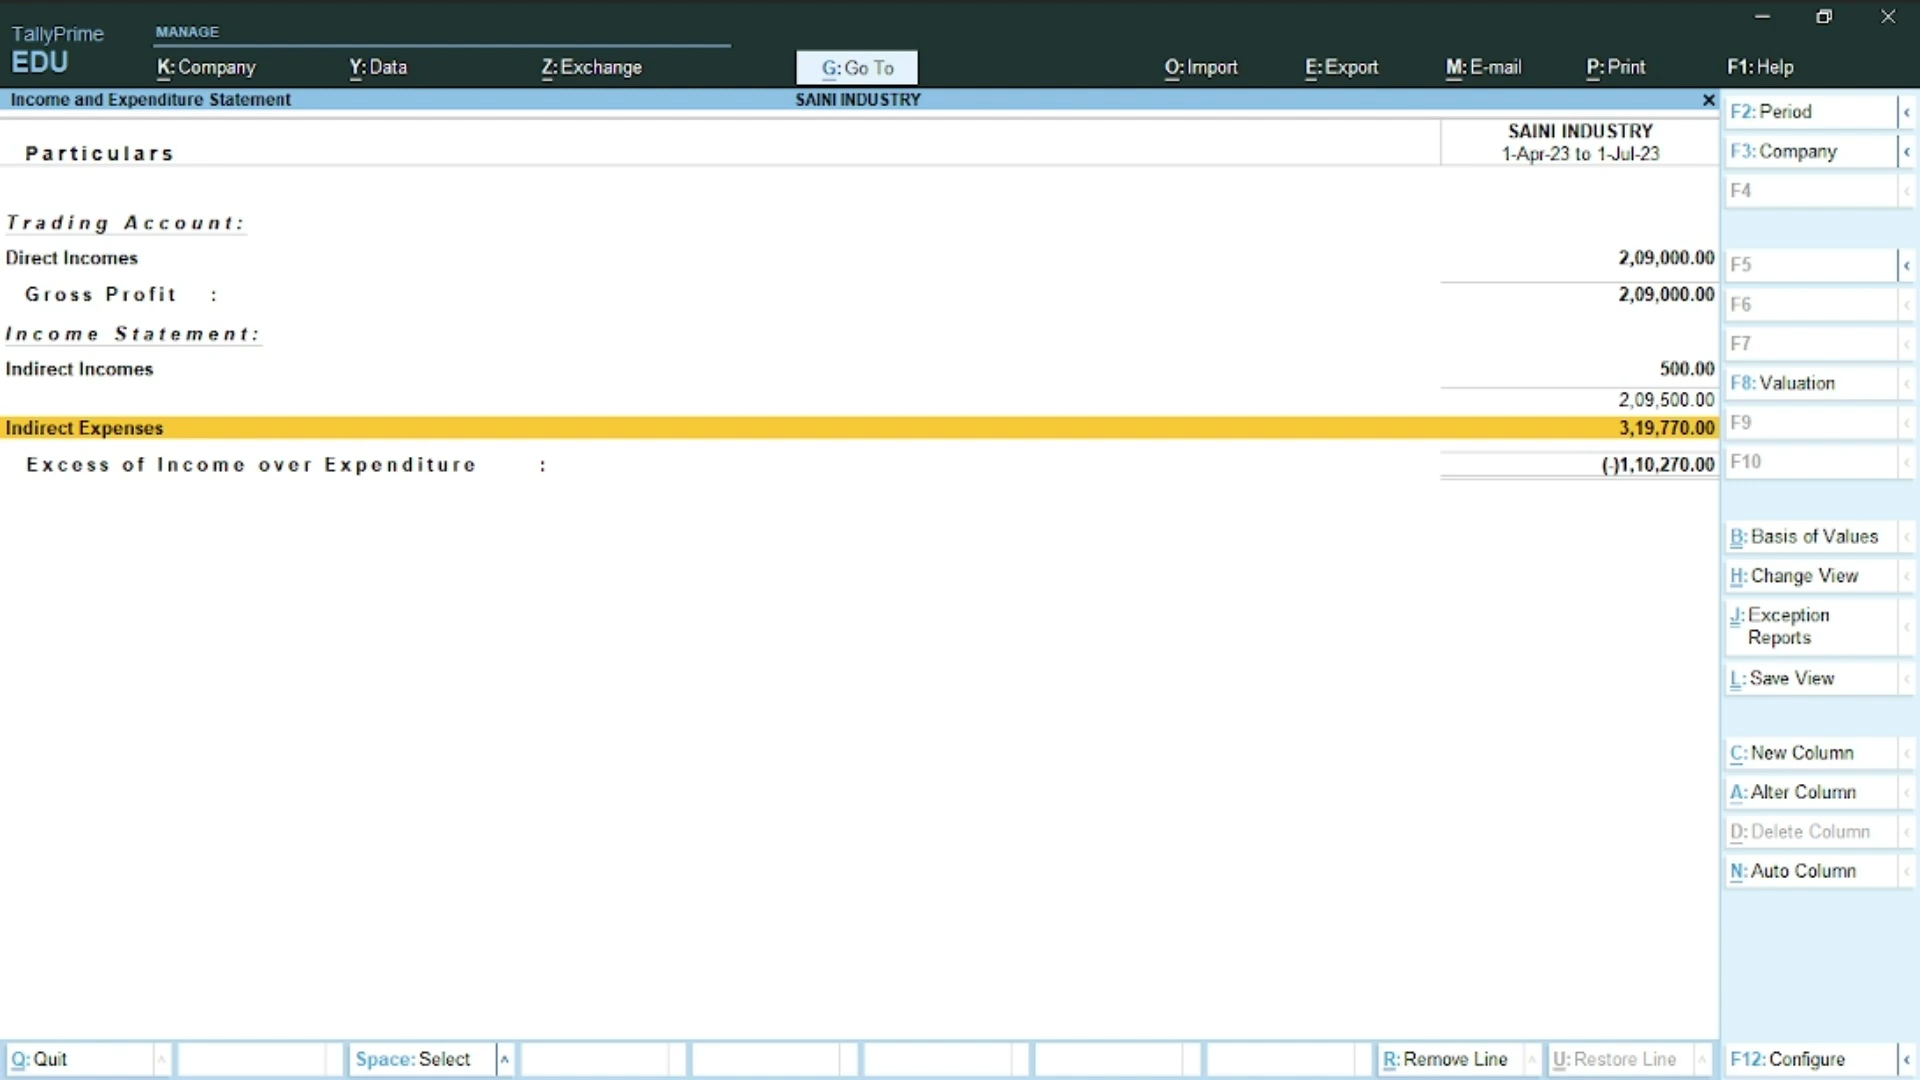 TallyPrime
EDU
MANAGE
K: Company
Y: Data
Z: Exchange
G: Go To
O: Import
E: Export
M: E-mail
P: Print
F1: Help
Income and Expenditure Statement
SAINI INDUSTRY
Particulars
SAINI INDUSTRY
1-Apr-23 to 1-Jul-23
Trading Account:
Direct Incomes 2,09,000.00
Gross Profit : 2,09,000.00
Income Statement:
Indirect Incomes 500.00
2,09,500.00
Indirect Expenses 3,19,770.00
Excess of Income over Expenditure : (-)1,10,270.00
F2: Period
F3: Company
F4
F5
F6
F7
F8: Valuation
F9
F10
B: Basis of Values
H: Change View
J: Exception
Reports
L: Save View
C: New Column
A: Alter Column
D: Delete Column
N: Auto Column
Q: Quit
Space: Select
R: Remove Line
U: Restore Line
F12: Configure